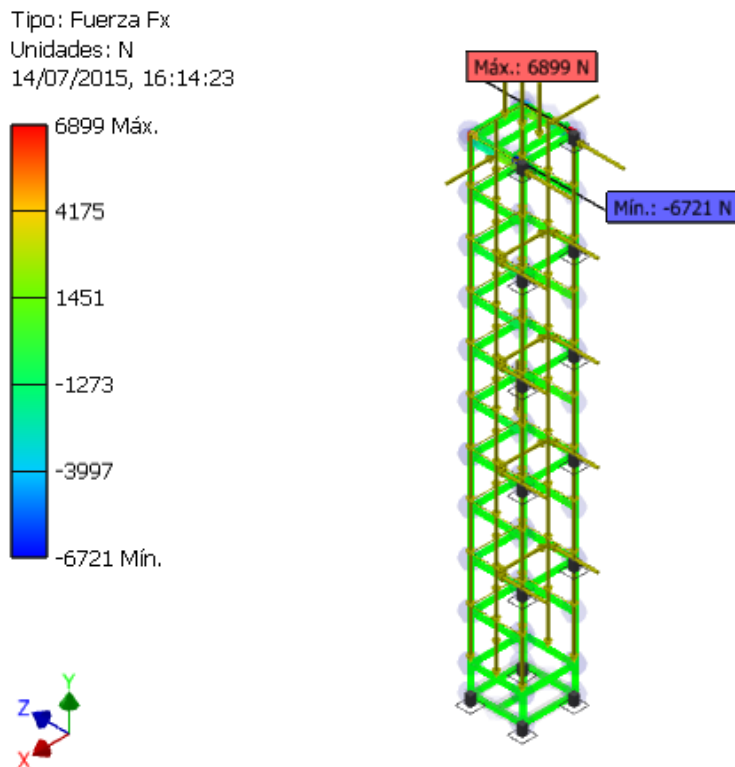 Tipo: Fuerza Fx
Unidades: N
14/07/2015, 16:14:23
Máx.: 6899 N
6899 Máx.
4175
Mín.: -6721 N
1451
-1273
-3997
-6721 Mín.
Y
Z
X